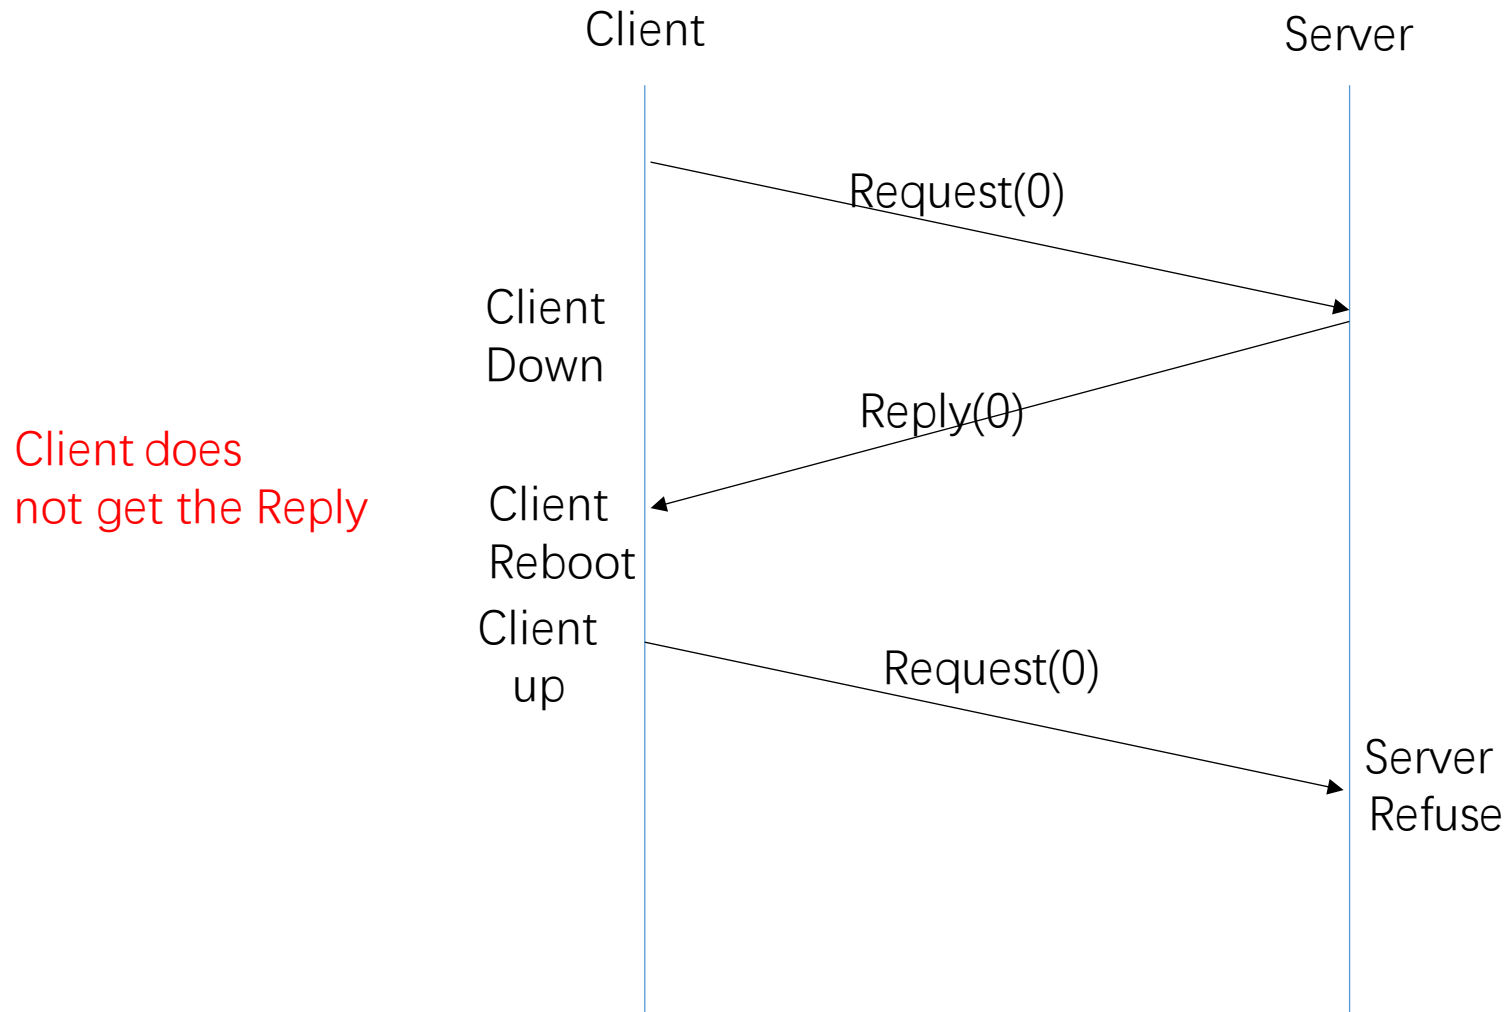 Client
Server
Request(0)
Client
Down
Reply(0)
Client does
not get the Reply
Client
Reboot
Client
up
Request(0)
Server
Refuse